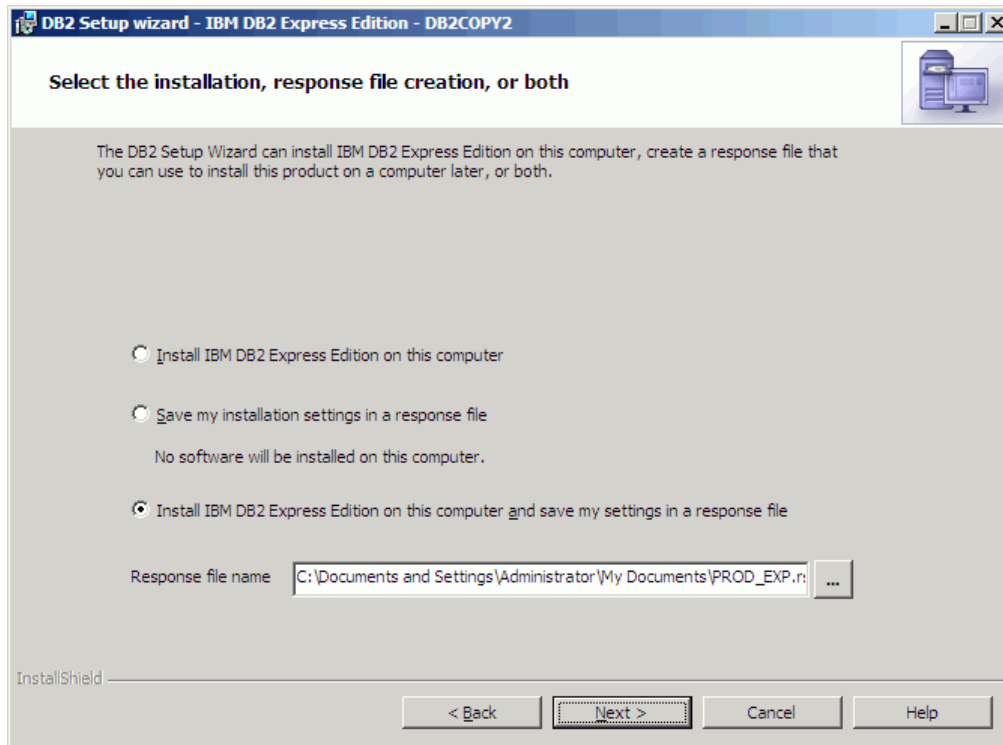 DB2 Setup wizard - IBM DB2 Express Edition - DB2COPY2
Select the installation, response file creation, or both
The DB2 Setup Wizard can install IBM DB2 Express Edition on this computer, create a response file that
you can use to install this product on a computer later, or both.
Install IBM DB2 Express Edition on this computer
Save my installation settings in a response file
No software will be installed on this computer.
Install IBM DB2 Express Edition on this computer and save my settings in a response file
Response file name C:\Documents and Settings\Administrator\My Documents\PROD_EXP.r ...
InstallShield
< Back Next > Cancel Help